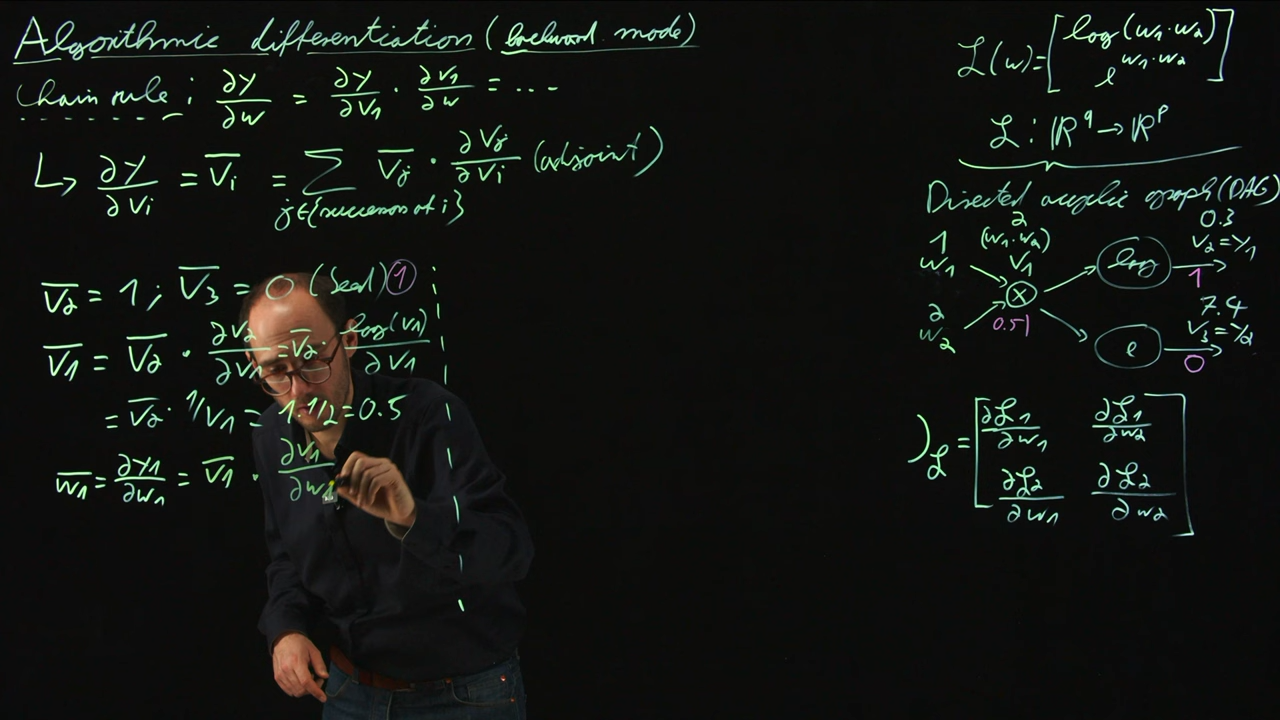 Algorithmic differentiation (backward mode)
Chain rule : ∂Y/∂w = ∂Y/∂V1 · ∂V1/∂w = ...
↳ ∂Y/∂Vi = V̅i = Σ j∈{successors of i} V̅j · ∂Vj/∂Vi (adjoint)
V̅2 = 1 ; V̅3 = 0 (Seed) 1
V̅1 = V̅2 · ∂V2/∂V1 = V̅2 · log(V1)/∂V1
= V̅2 · 1/V1 = 1 · 1/2 = 0.5
w̅1 = ∂Y1/∂w1 = V̅1 · ∂V1/∂w1
L(w) = [ log(w1·w2)
e^(w1·w2) ]
L : ℝ^q → ℝ^p
Directed acyclic graph (DAG)
1 2 0.3
w1 (w1·w2) V2 = Y1
V1 log 1
x
2 0.51 7.4
w2 V3 = Y2
e 0
J_L = [ ∂L1/∂w1 ∂L1/∂w2
∂L2/∂w1 ∂L2/∂w2 ]